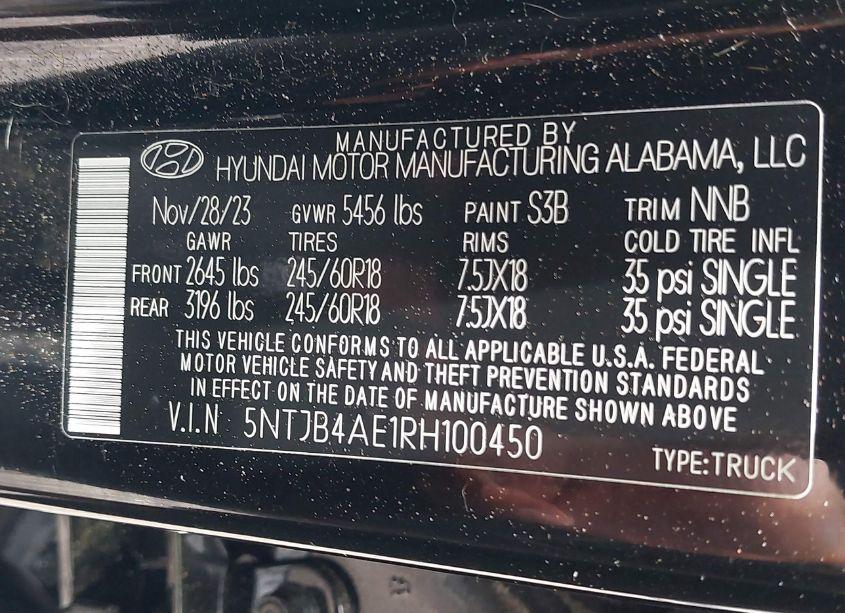 MANUFACTURED BY
HYUNDAI MOTOR MANUFACTURING ALABAMA, LLC
Nov/28/23 GVWR 5456 lbs PAINT S3B TRIM NNB
GAWR TIRES RIMS COLD TIRE INFL
FRONT 2645 lbs 245/60R18 7.5JX18 35 psi SINGLE
REAR 3196 lbs 245/60R18 7.5JX18 35 psi SINGLE
THIS VEHICLE CONFORMS TO ALL APPLICABLE U.S.A. FEDERAL
MOTOR VEHICLE SAFETY AND THEFT PREVENTION STANDARDS
IN EFFECT ON THE DATE OF MANUFACTURE SHOWN ABOVE
V.I.N 5NTJB4AE1RH100450
TYPE:TRUCK